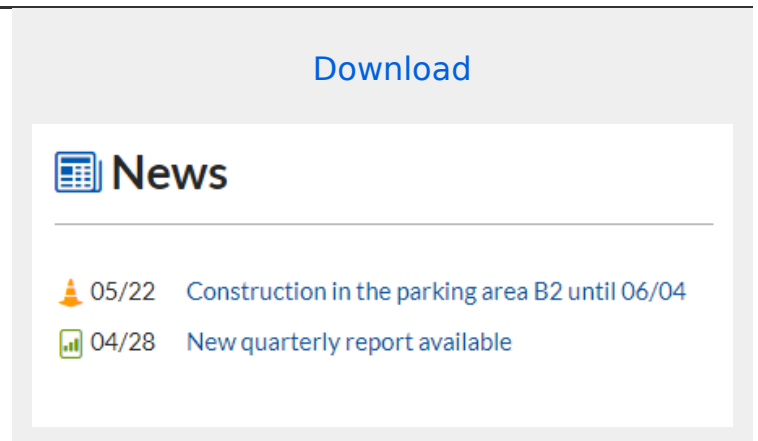 Download
News
05/22 Construction in the parking area B2 until 06/04
04/28 New quarterly report available